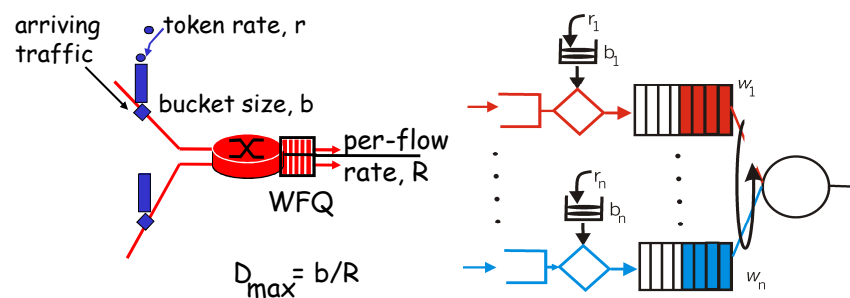 arriving
traffic
token rate, r
bucket size, b
per-flow
rate, R
WFQ
Dmax= b/R
r1
b1
w1
rn
bn
wn